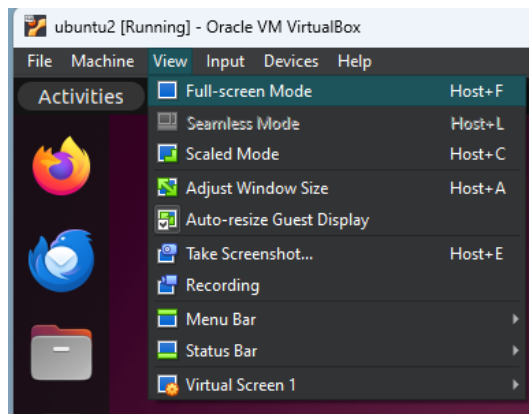 ubuntu2 [Running] - Oracle VM VirtualBox
File Machine View Input Devices Help
Activities
Full-screen Mode Host+F
Seamless Mode Host+L
Scaled Mode Host+C
Adjust Window Size Host+A
Auto-resize Guest Display
Take Screenshot... Host+E
Recording
Menu Bar
Status Bar
Virtual Screen 1